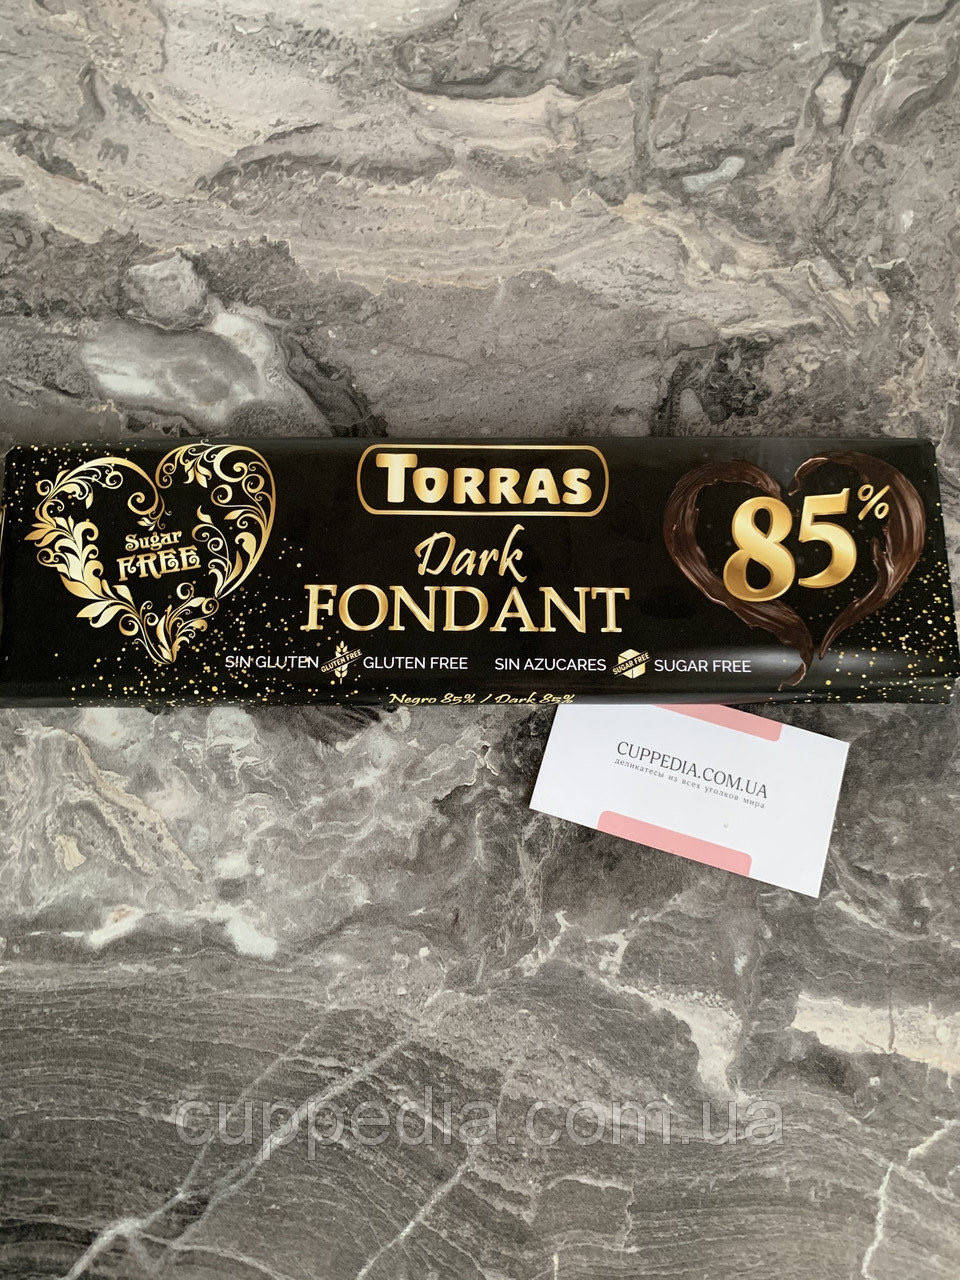 TORRAS
Sugar
FREE
Dark
FONDANT
85%
SIN GLUTEN GLUTEN FREE GLUTEN FREE SIN AZUCARES SUGAR FREE SUGAR FREE
Negro 85% / Dark 85%
CUPPEDIA.COM.UA
деликатесы из всех уголков мира
cuppedia.com.ua